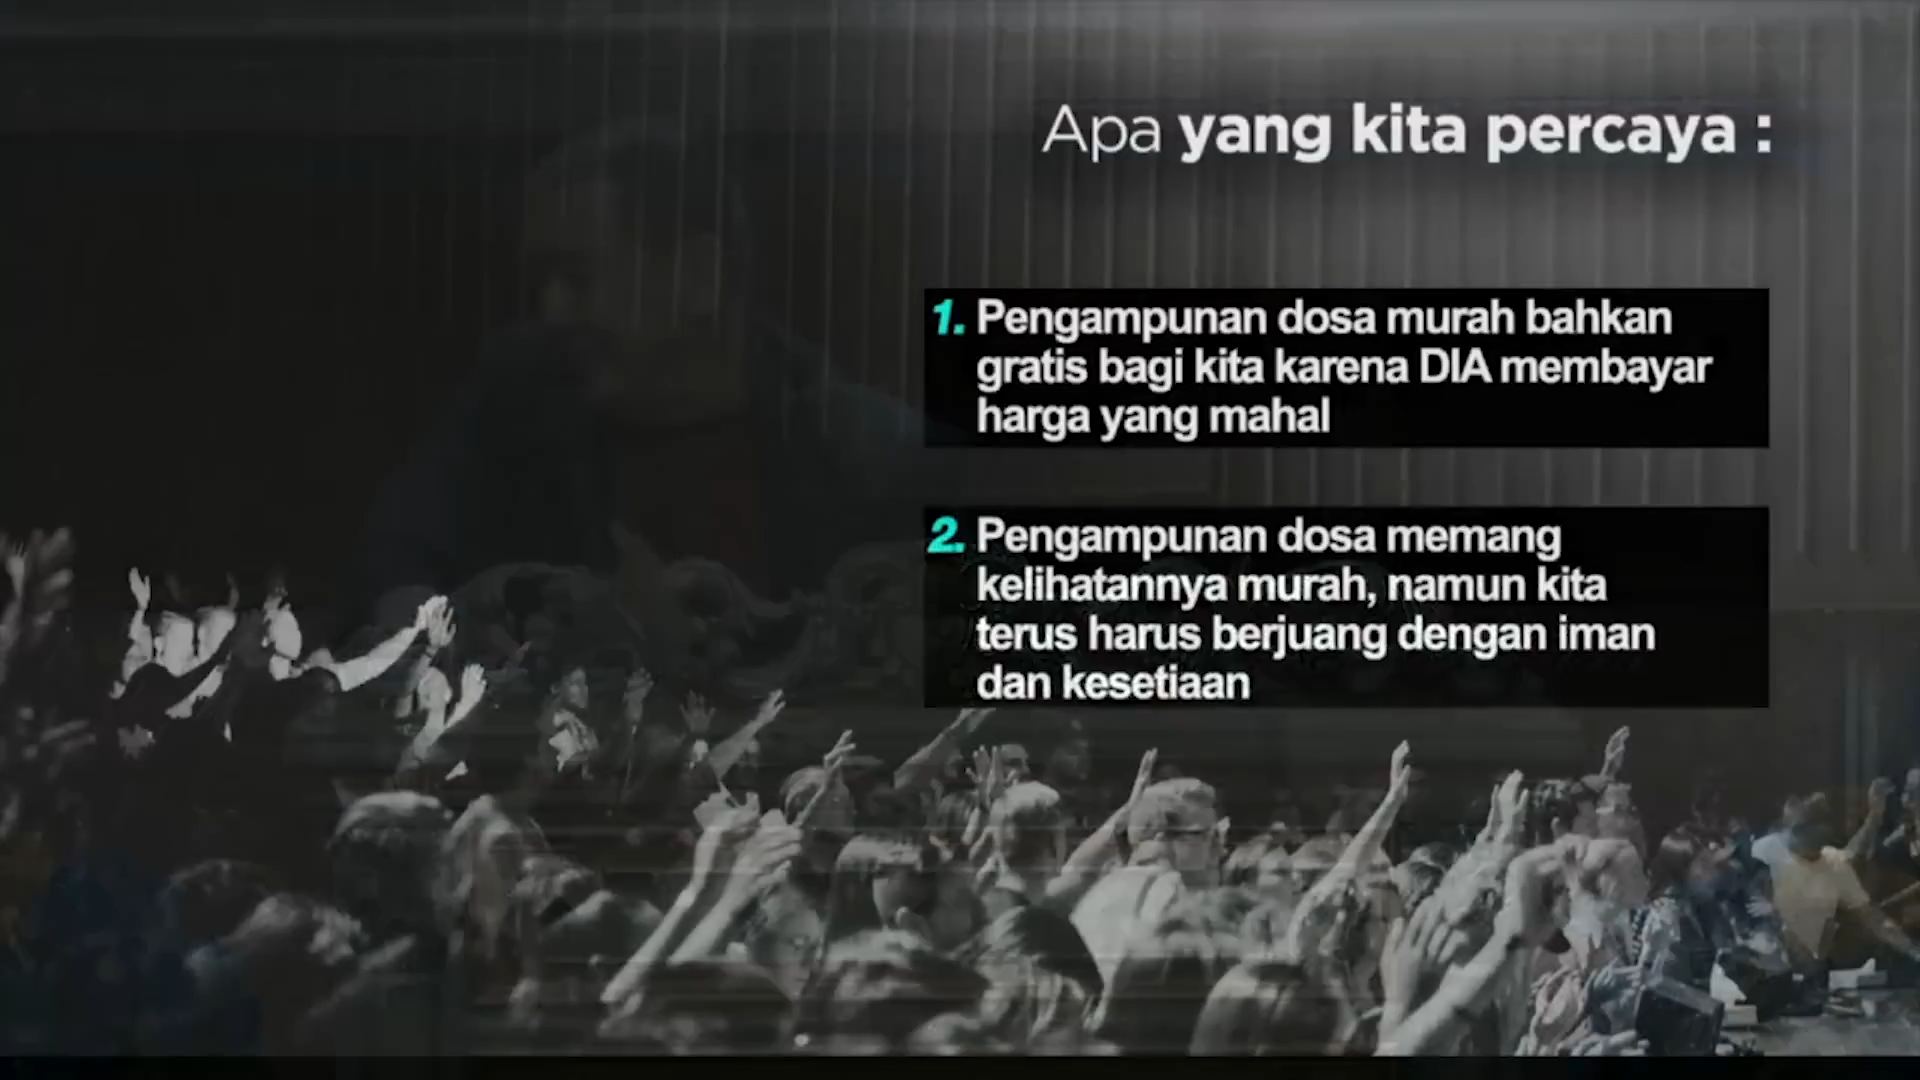 Apa yang kita percaya :
1. Pengampunan dosa murah bahkan
gratis bagi kita karena DIA membayar
harga yang mahal
2. Pengampunan dosa memang
kelihatannya murah, namun kita
terus harus berjuang dengan iman
dan kesetiaan